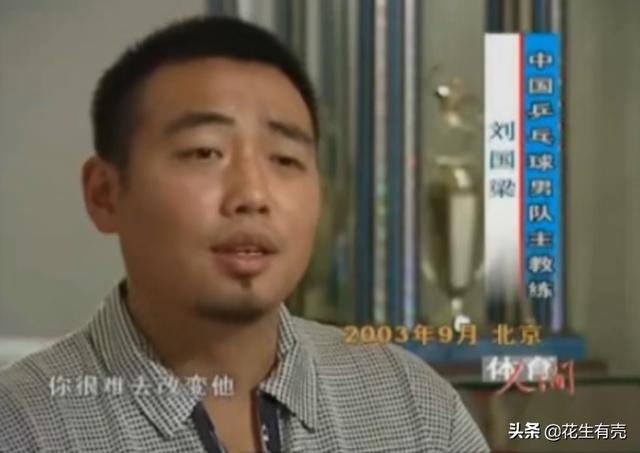 中国乒乓球男队主教练
刘国梁
2003年9月 北京
体育人间
你很难去改变他
头条 @花生有壳